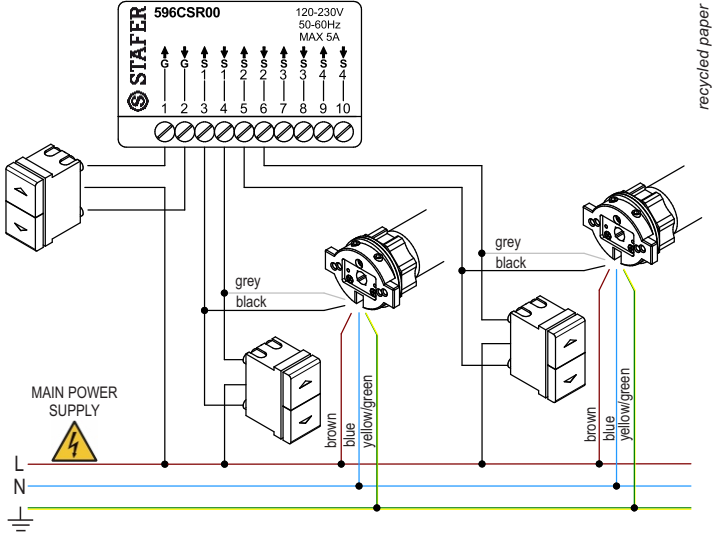 STAFER
596CSR00
120-230V
50-60Hz
MAX 5A
G G S S S S S S S S
1 1 2 2 3 3 4 4
1 2 3 4 5 6 7 8 9 10
recycled paper
grey
black
grey
black
brown
blue
yellow/green
brown
blue
yellow/green
MAIN POWER
SUPPLY
L
N